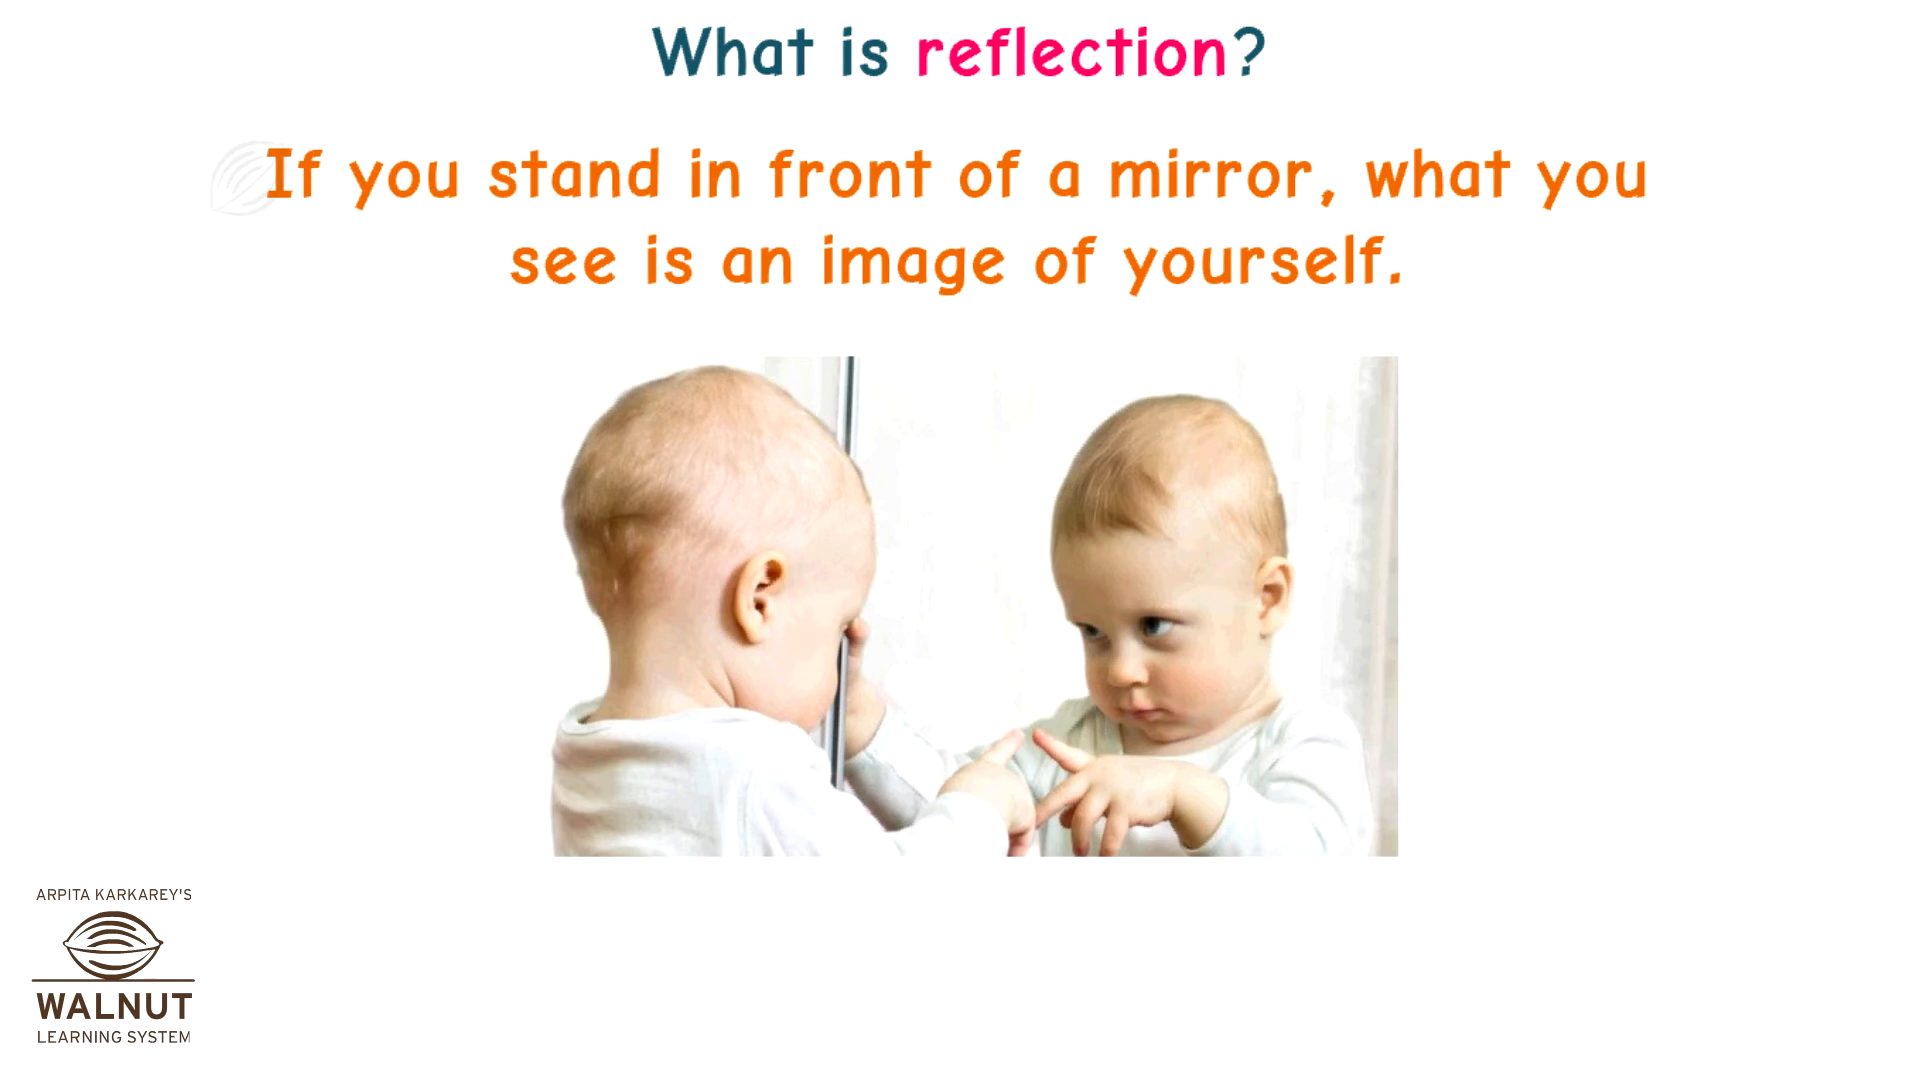 What is reflection?
If you stand in front of a mirror, what you
see is an image of yourself.
ARPITA KARKAREY'S
WALNUT
LEARNING SYSTEM